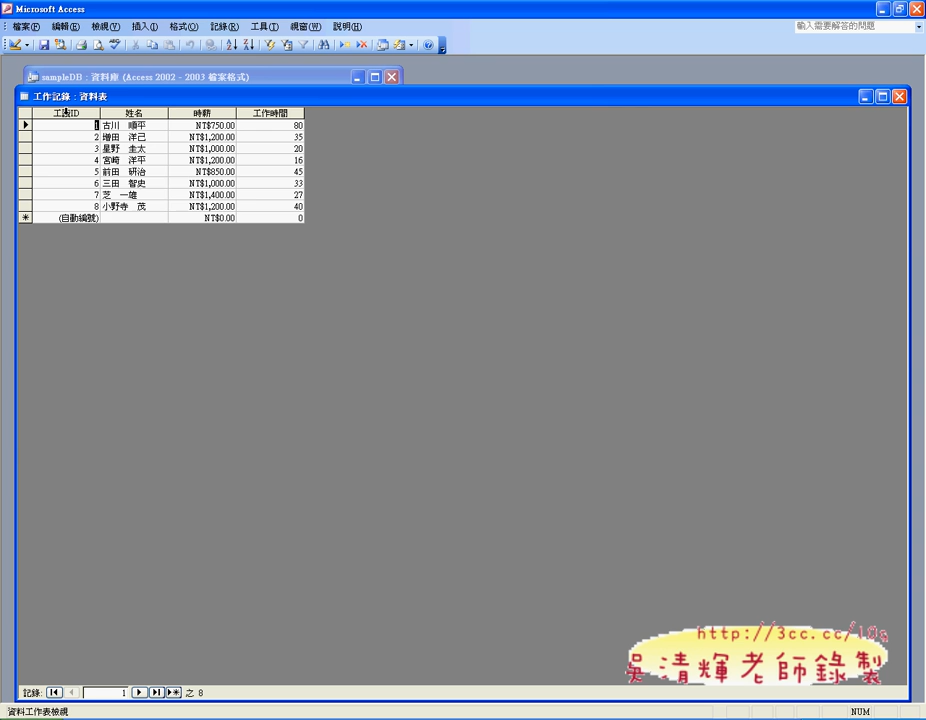 Microsoft Access
檔案(F) 編輯(E) 檢視(V) 插入(I) 格式(O) 記錄(R) 工具(T) 視窗(W) 說明(H) 輸入需要解答的問題
sampleDB : 資料庫 (Access 2002 - 2003 檔案格式)
工作記錄 : 資料表
ID 姓名 時薪 工作時間
1 古川 順平 NT$750.00 80
2 増田 洋己 NT$1,200.00 35
3 星野 圭太 NT$1,000.00 20
4 宮崎 洋平 NT$1,200.00 16
5 前田 研治 NT$850.00 45
6 三田 智史 NT$1,000.00 33
7 芝 一雄 NT$1,400.00 27
8 小野寺 茂 NT$1,200.00 40
(自動編號) NT$0.00 0
http://3cc.cc/10s
吳清輝老師錄製
記錄: 1 之 8
資料工作表檢視 NUM